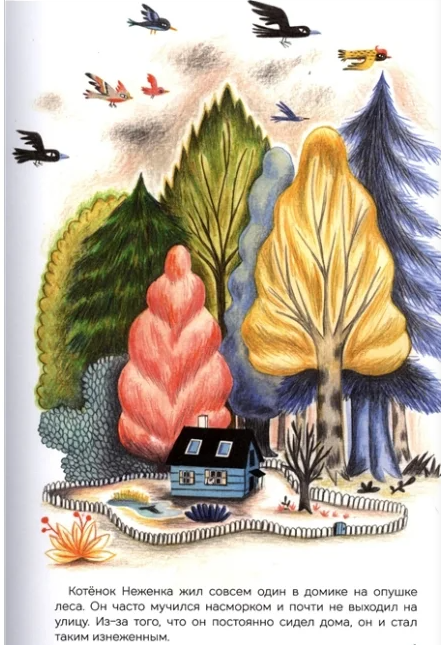 Котёнок Неженка жил совсем один в домике на опушке
леса. Он часто мучился насморком и почти не выходил на
улицу. Из-за того, что он постоянно сидел дома, он и стал
таким изнеженным.